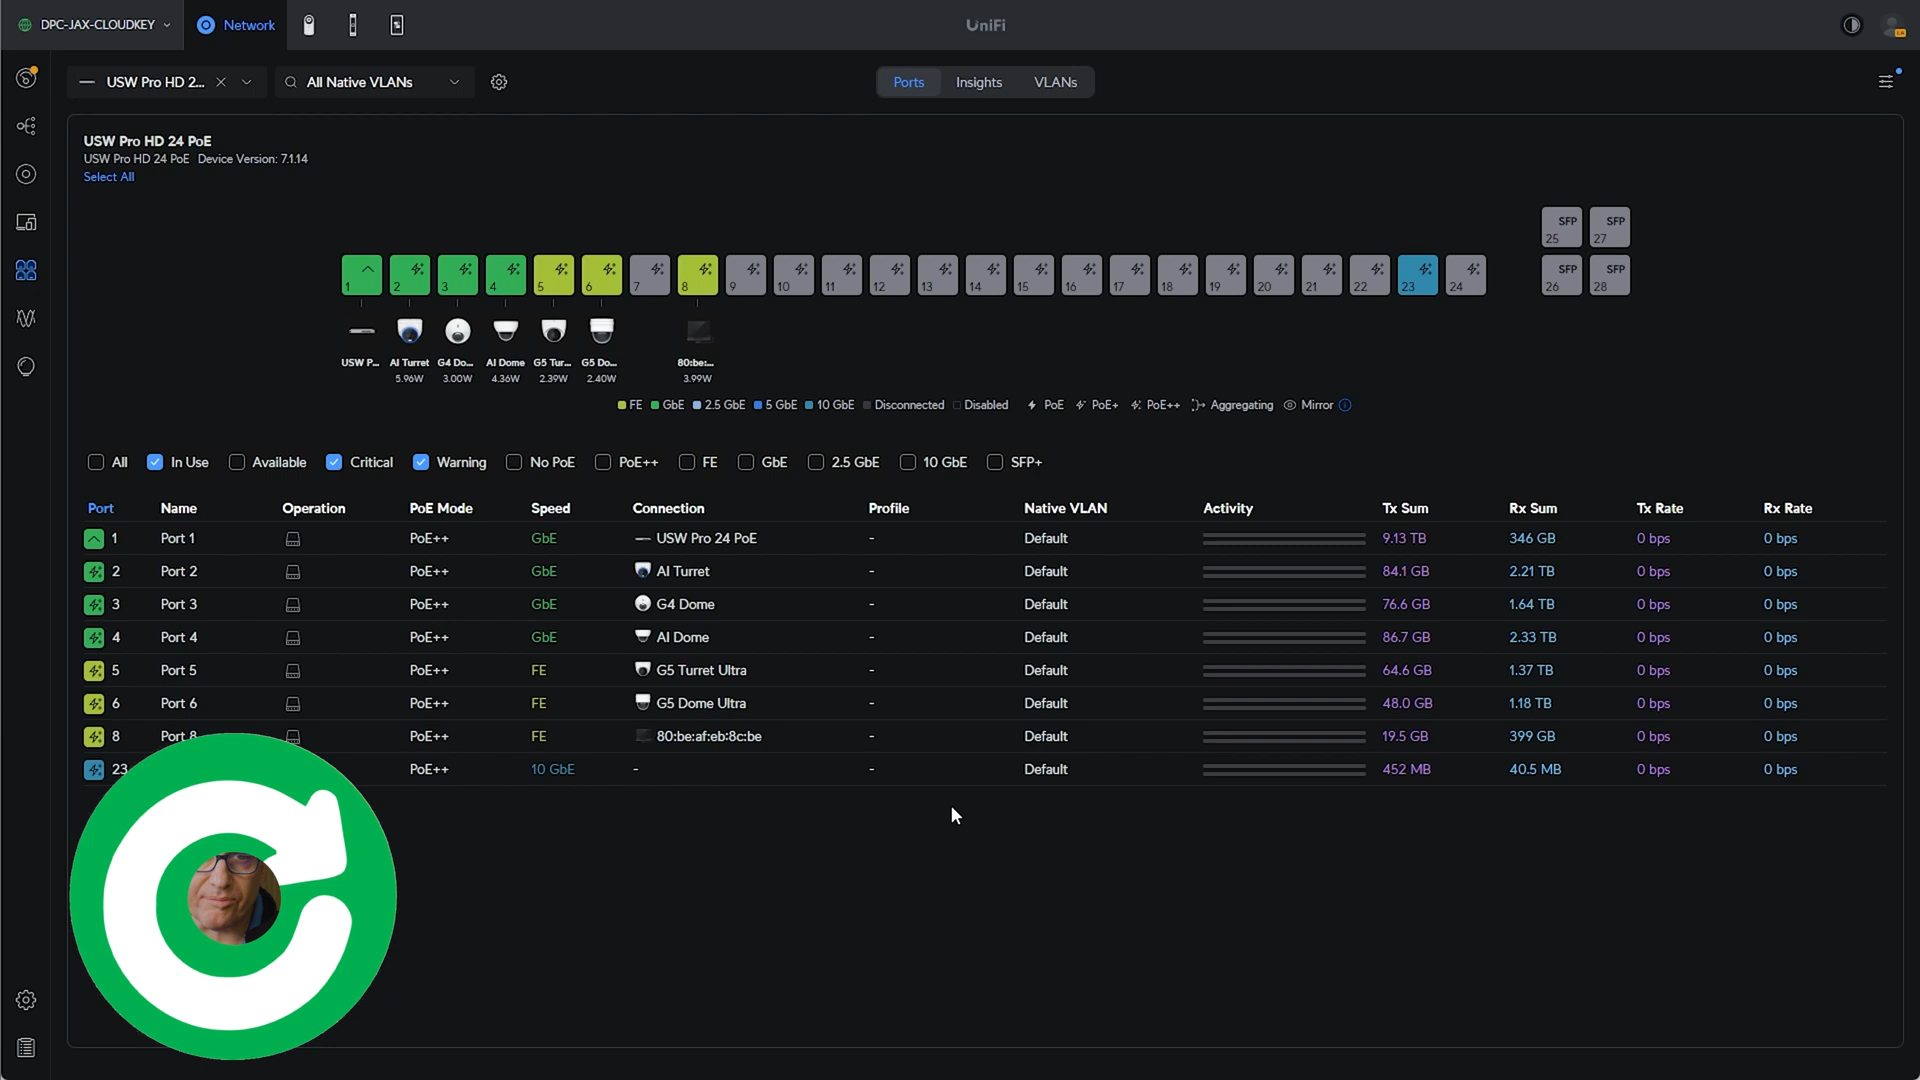 DPC-JAX-CLOUDKEY
Network
UniFi
USW Pro HD 2...
All Native VLANs
Ports Insights VLANs
USW Pro HD 24 PoE
USW Pro HD 24 PoE Device Version: 7.1.14
Select All
SFP 25 SFP 27
1 2 3 4 5 6 7 8 9 10 11 12 13 14 15 16 17 18 19 20 21 22 23 24
SFP 26 SFP 28
USW P... AI Turret G4 Do... AI Dome G5 Tur... G5 Do... 80:be:...
5.96W 3.00W 4.36W 2.39W 2.40W 3.99W
FE GbE 2.5 GbE 5 GbE 10 GbE Disconnected Disabled PoE PoE+ PoE++ Aggregating Mirror
All In Use Available Critical Warning No PoE PoE++ FE GbE 2.5 GbE 10 GbE SFP+
Port Name Operation PoE Mode Speed Connection Profile Native VLAN Activity Tx Sum Rx Sum Tx Rate Rx Rate
1 Port 1 PoE++ GbE USW Pro 24 PoE - Default 9.13 TB 346 GB 0 bps 0 bps
2 Port 2 PoE++ GbE AI Turret - Default 84.1 GB 2.21 TB 0 bps 0 bps
3 Port 3 PoE++ GbE G4 Dome - Default 76.6 GB 1.64 TB 0 bps 0 bps
4 Port 4 PoE++ GbE AI Dome - Default 86.7 GB 2.33 TB 0 bps 0 bps
5 Port 5 PoE++ FE G5 Turret Ultra - Default 64.6 GB 1.37 TB 0 bps 0 bps
6 Port 6 PoE++ FE G5 Dome Ultra - Default 48.0 GB 1.18 TB 0 bps 0 bps
8 Port 8 PoE++ FE 80:be:af:eb:8c:be - Default 19.5 GB 399 GB 0 bps 0 bps
23 PoE++ 10 GbE - - Default 452 MB 40.5 MB 0 bps 0 bps